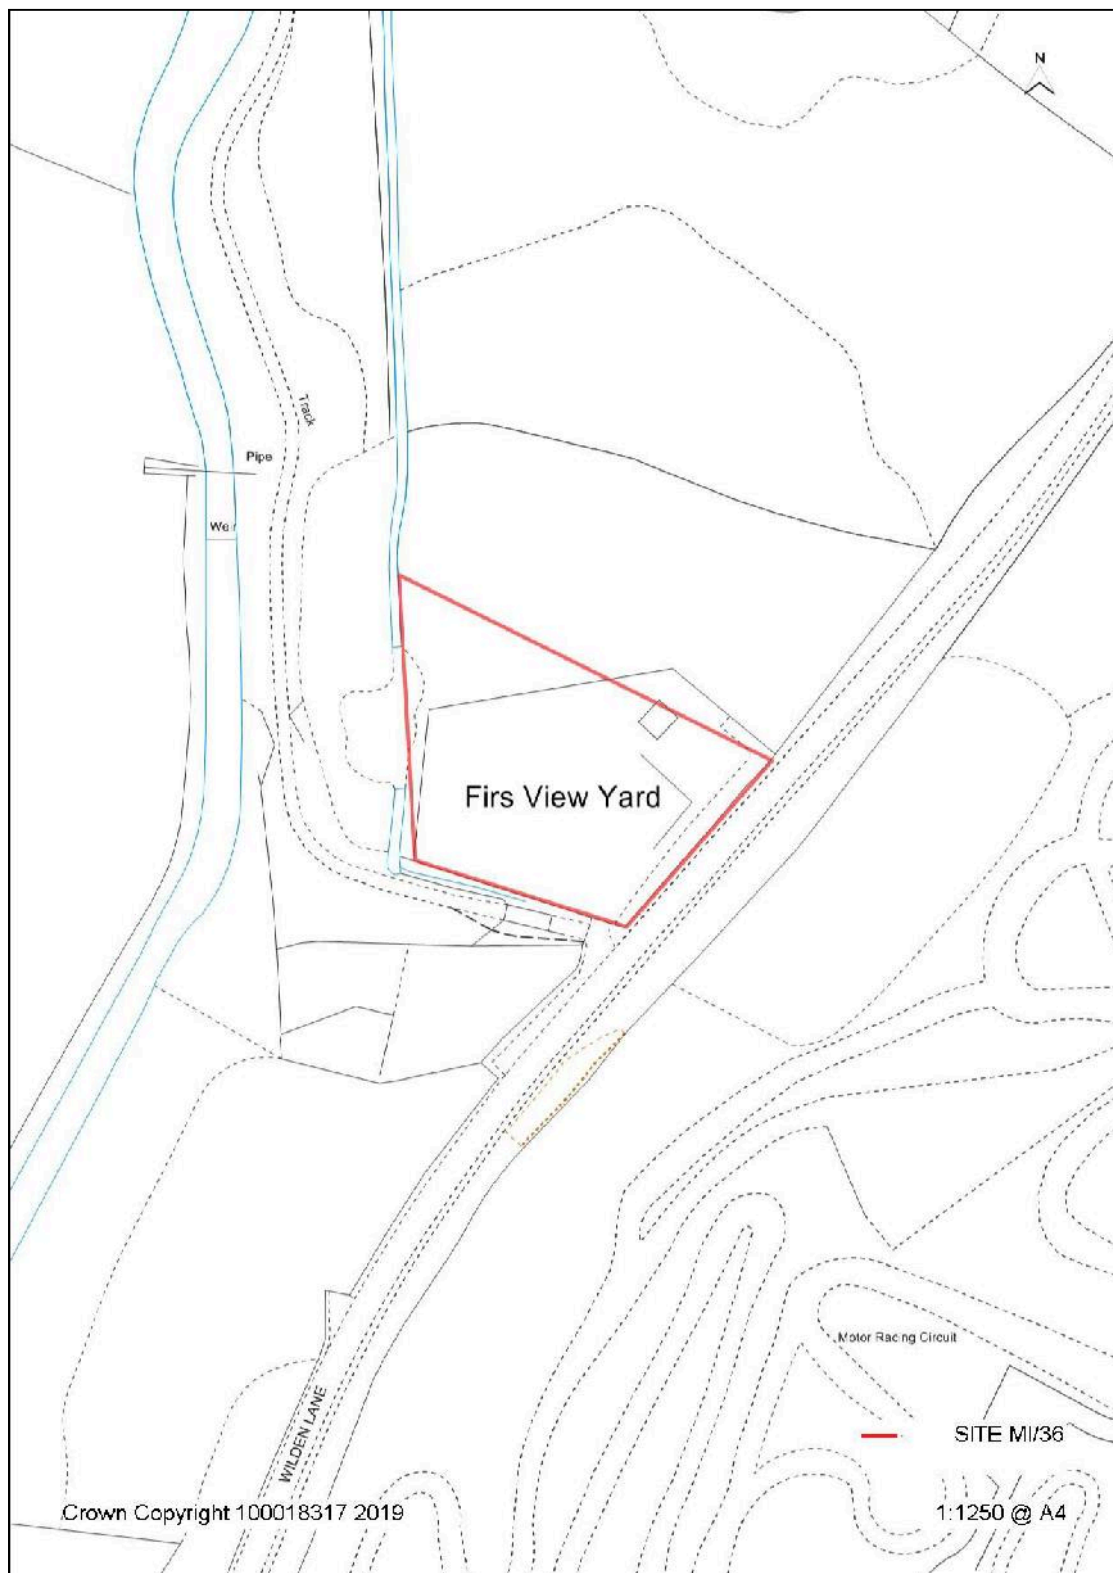 N
Track
Pipe
Weir
Firs View Yard
Motor Racing Circuit
WILDEN LANE
SITE MI/36
Crown Copyright 100018317 2019
1:1250 @ A4